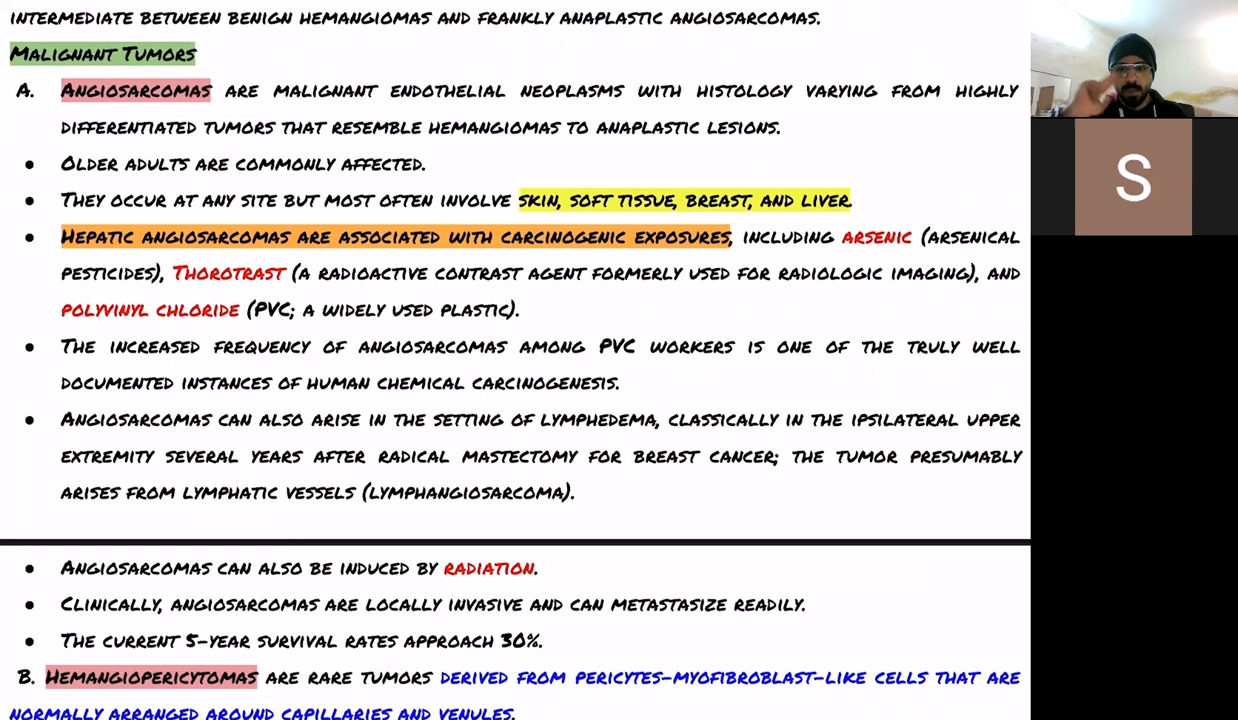 INTERMEDIATE BETWEEN BENIGN HEMANGIOMAS AND FRANKLY ANAPLASTIC ANGIOSARCOMAS.
MALIGNANT TUMORS
A. ANGIOSARCOMAS ARE MALIGNANT ENDOTHELIAL NEOPLASMS WITH HISTOLOGY VARYING FROM HIGHLY
DIFFERENTIATED TUMORS THAT RESEMBLE HEMANGIOMAS TO ANAPLASTIC LESIONS.
● OLDER ADULTS ARE COMMONLY AFFECTED.
● THEY OCCUR AT ANY SITE BUT MOST OFTEN INVOLVE SKIN, SOFT TISSUE, BREAST, AND LIVER.
● HEPATIC ANGIOSARCOMAS ARE ASSOCIATED WITH CARCINOGENIC EXPOSURES, INCLUDING ARSENIC (ARSENICAL
PESTICIDES), THOROTRAST (A RADIOACTIVE CONTRAST AGENT FORMERLY USED FOR RADIOLOGIC IMAGING), AND
POLYVINYL CHLORIDE (PVC; A WIDELY USED PLASTIC).
● THE INCREASED FREQUENCY OF ANGIOSARCOMAS AMONG PVC WORKERS IS ONE OF THE TRULY WELL
DOCUMENTED INSTANCES OF HUMAN CHEMICAL CARCINOGENESIS.
● ANGIOSARCOMAS CAN ALSO ARISE IN THE SETTING OF LYMPHEDEMA, CLASSICALLY IN THE IPSILATERAL UPPER
EXTREMITY SEVERAL YEARS AFTER RADICAL MASTECTOMY FOR BREAST CANCER; THE TUMOR PRESUMABLY
ARISES FROM LYMPHATIC VESSELS (LYMPHANGIOSARCOMA).
● ANGIOSARCOMAS CAN ALSO BE INDUCED BY RADIATION.
● CLINICALLY, ANGIOSARCOMAS ARE LOCALLY INVASIVE AND CAN METASTASIZE READILY.
● THE CURRENT 5-YEAR SURVIVAL RATES APPROACH 30%.
B. HEMANGIOPERICYTOMAS ARE RARE TUMORS DERIVED FROM PERICYTES-MYOFIBROBLAST-LIKE CELLS THAT ARE
NORMALLY ARRANGED AROUND CAPILLARIES AND VENULES.
S